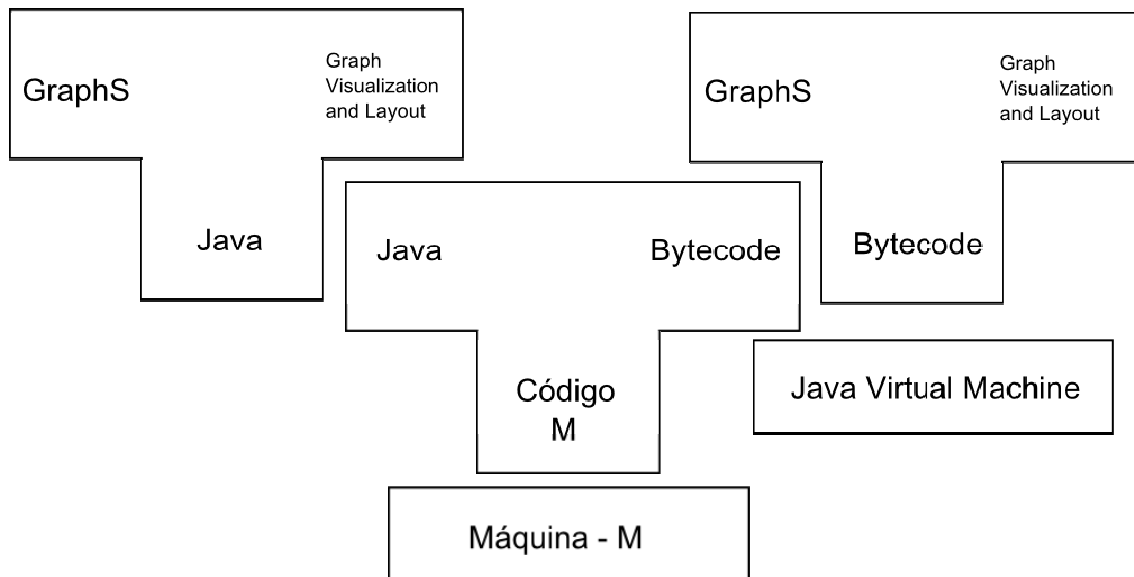 GraphS
Graph
Visualization
and Layout
Java
GraphS
Graph
Visualization
and Layout
Bytecode
Java
Bytecode
Código
M
Java Virtual Machine
Máquina - M